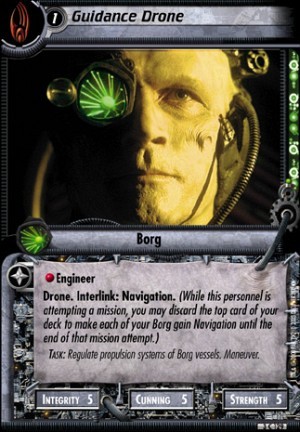 1 Guidance Drone
Borg
Engineer
Drone. Interlink: Navigation. (While this personnel is
attempting a mission, you may discard the top card of your
deck to make each of your Borg gain Navigation until the
end of that mission attempt.)
TASK: Regulate propulsion systems of Borg vessels. Maneuver.
INTEGRITY 5 CUNNING 5 STRENGTH 5